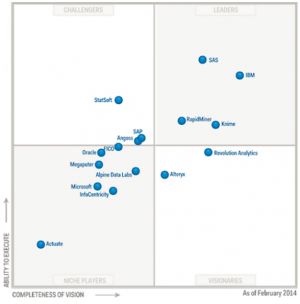 CHALLENGERS
LEADERS
SAS
IBM
StatSoft
RapidMiner
Knime
SAP
Angoss
FICO
Oracle
Revolution Analytics
Megaputer
Alpine Data Labs
Alteryx
Microsoft
InfoCentricity
Actuate
NICHE PLAYERS
VISIONARIES
ABILITY TO EXECUTE
COMPLETENESS OF VISION
As of February 2014